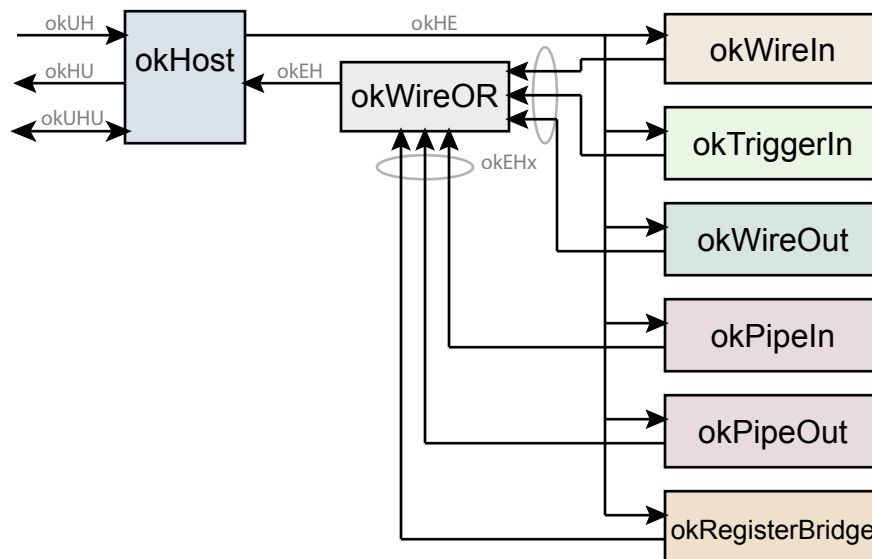 okUH
okHU
okUHU
okHost
okHE
okEH
okWireOR
okEHx
okWireIn
okTriggerIn
okWireOut
okPipeIn
okPipeOut
okRegisterBridge